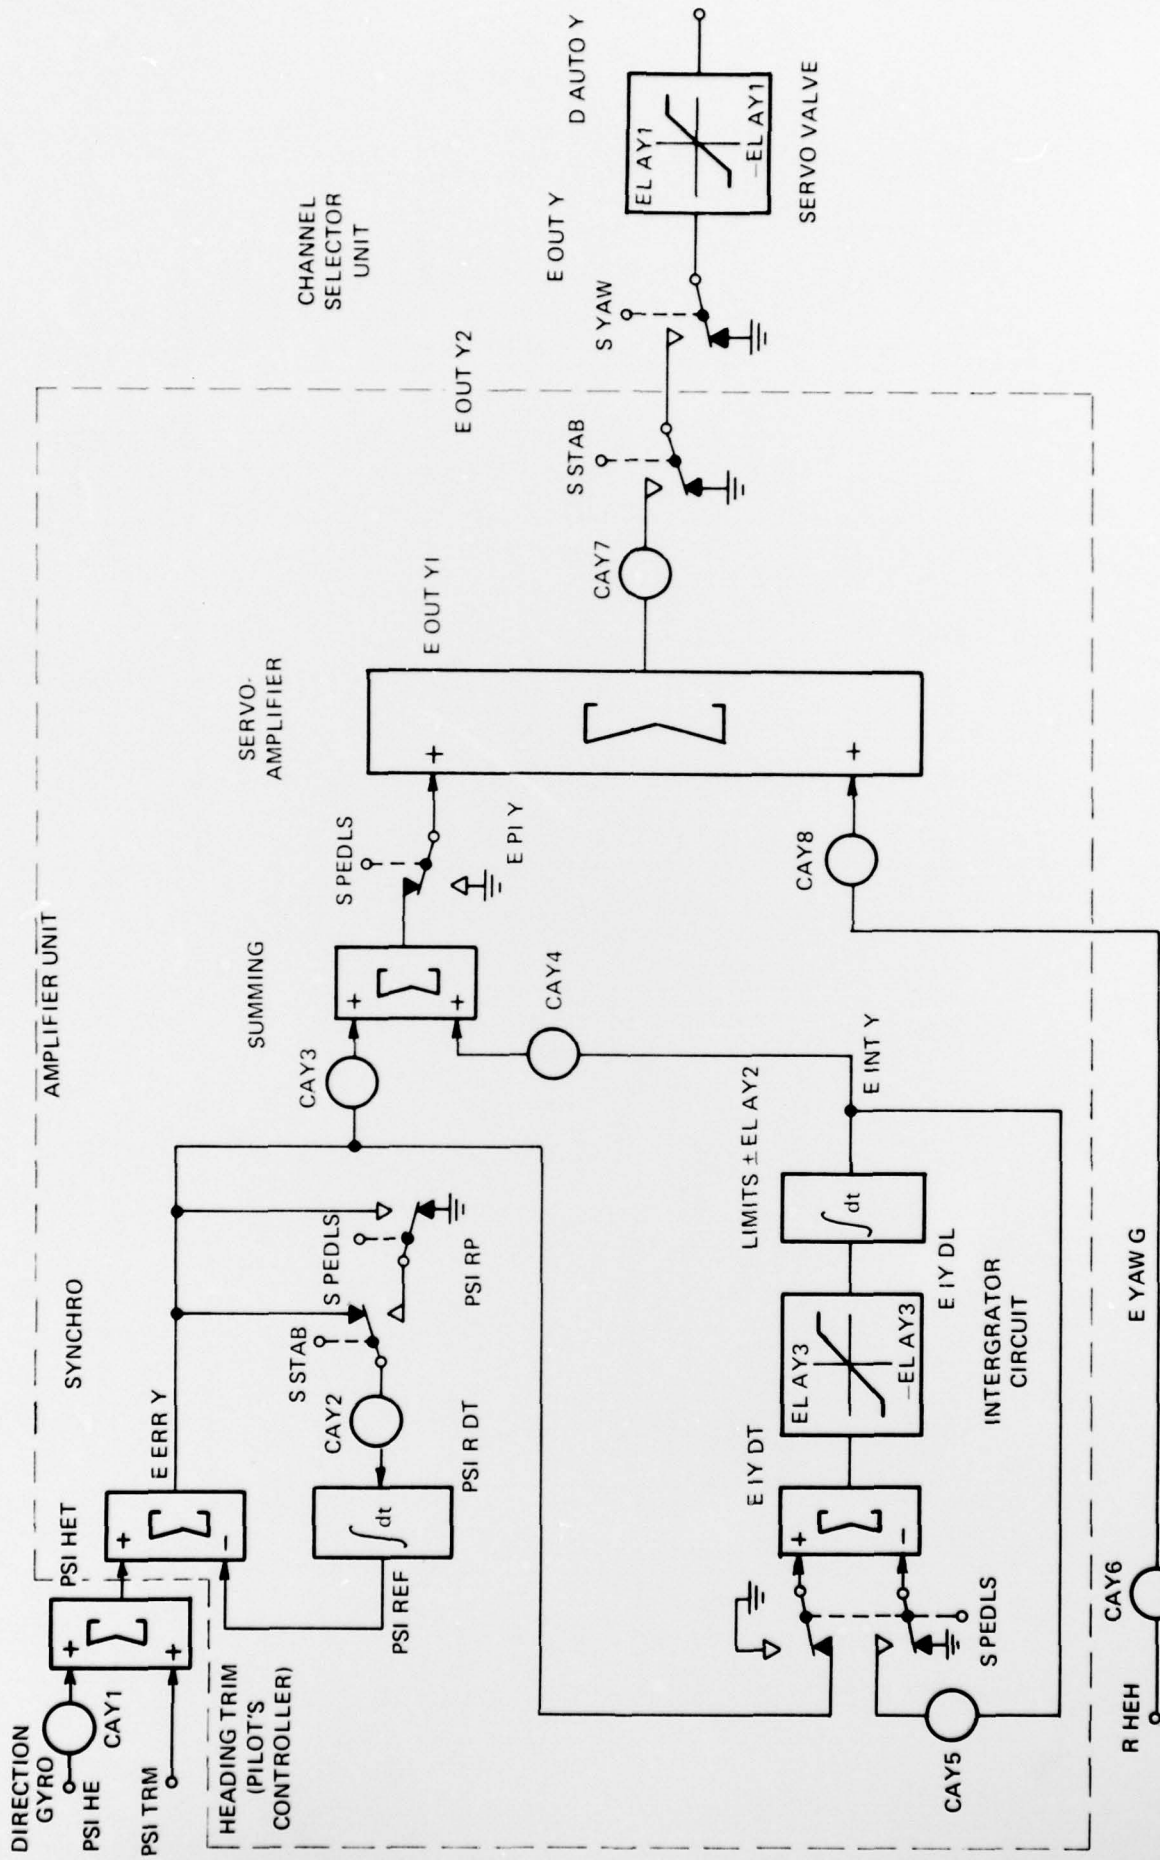 DIRECTION
GYRO
PSI HE
CAY1
PSI TRM
HEADING TRIM
(PILOT'S
CONTROLLER)
PSI HET
+
+
Σ
AMPLIFIER UNIT
SYNCHRO
E ERR Y
+
−
Σ
PSI REF
∫dt
PSI R DT
CAY2
S STAB
S PEDLS
PSI RP
SUMMING
CAY3
+
+
Σ
CAY4
S PEDLS
E PI Y
SERVO-
AMPLIFIER
+
+
Σ
E OUT Y1
CAY7
S STAB
E OUT Y2
CHANNEL
SELECTOR
UNIT
S YAW
E OUT Y
EL AY1
−EL AY1
SERVO VALVE
D AUTO Y
CAY5
S PEDLS
+
−
Σ
E IY DT
EL AY3
−EL AY3
INTERGRATOR
CIRCUIT
E IY DL
∫dt
LIMITS ± EL AY2
E INT Y
CAY8
R HEH
CAY6
E YAW G